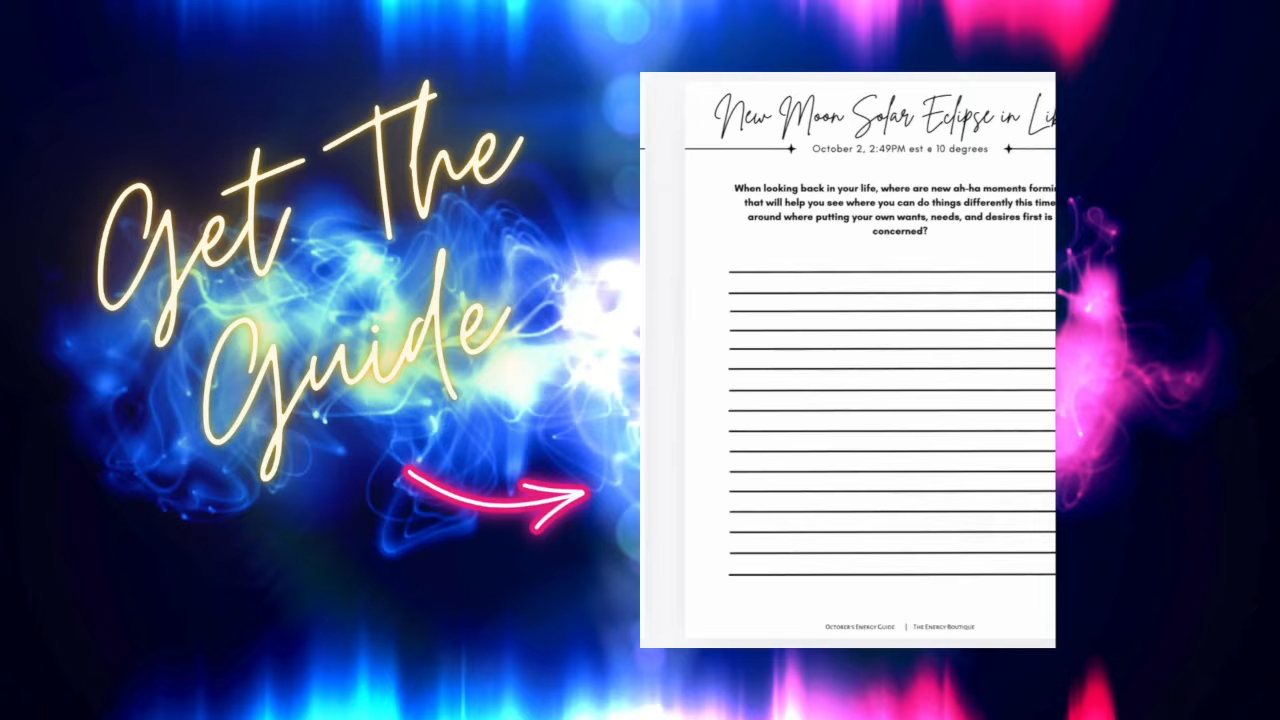 Get The
Guide
New Moon Solar Eclipse in Li
October 2, 2:49PM est @ 10 degrees
When looking back in your life, where are new ah-ha moments formi
that will help you see where you can do things differently this time
around where putting your own wants, needs, and desires first is
concerned?
October's Energy Guide | The Energy Boutique